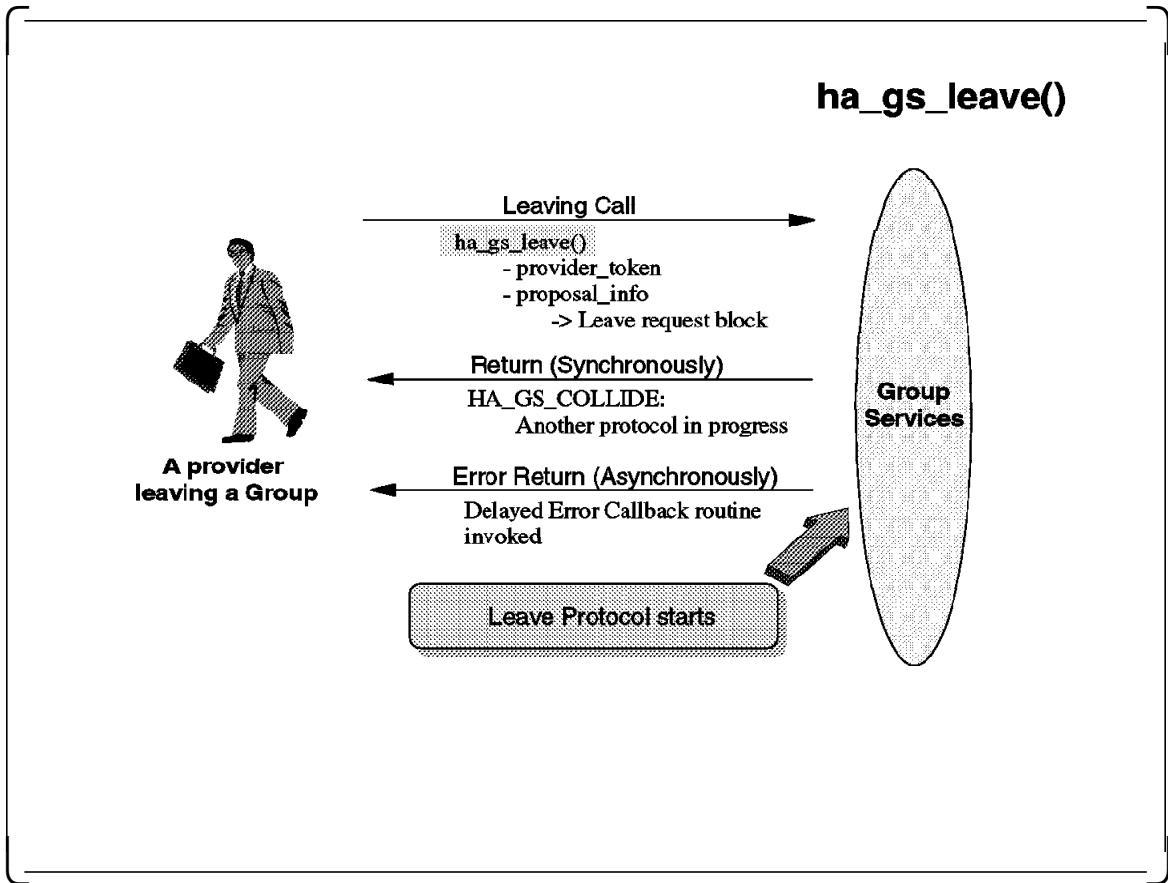 ha_gs_leave()
Leaving Call
ha_gs_leave()
- provider_token
- proposal_info
-> Leave request block
Return (Synchronously)
HA_GS_COLLIDE:
Another protocol in progress
Group
Services
A provider
leaving a Group
Error Return (Asynchronously)
Delayed Error Callback routine
invoked
Leave Protocol starts